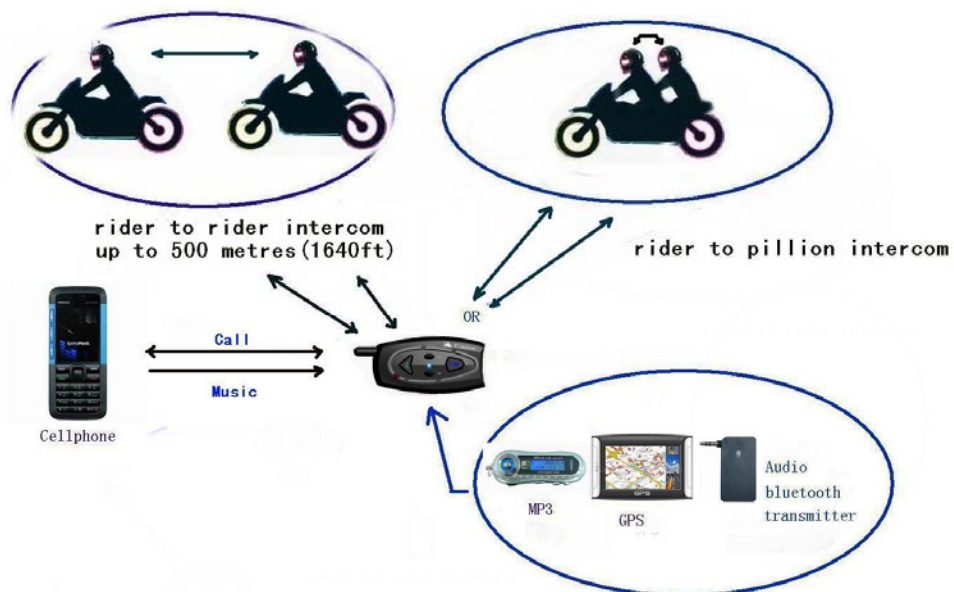 rider to rider intercom
up to 500 metres(1640ft)
rider to pillion intercom
OR
Call
Music
Cellphone
MP3
GPS
GPS
Audio
bluetooth
transmitter